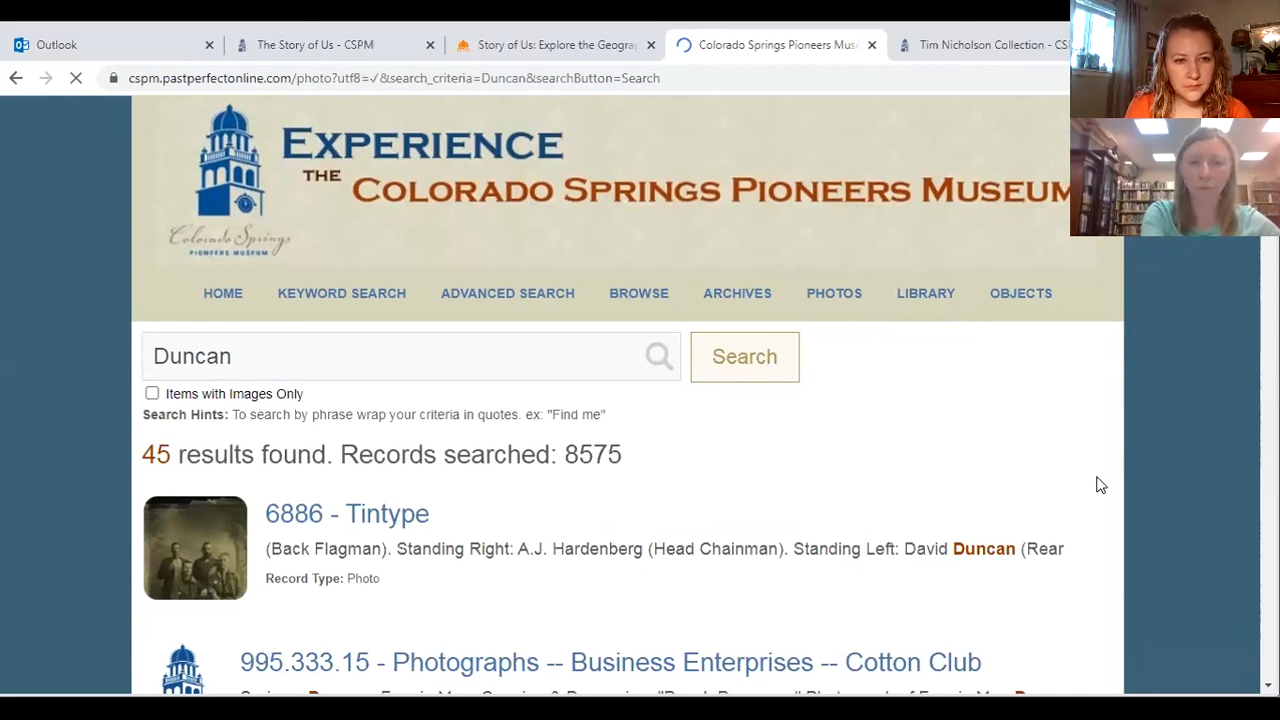 Outlook
The Story of Us - CSPM
Story of Us: Explore the Geogra
Colorado Springs Pioneers Mus
Tim Nicholson Collection - CS
cspm.pastperfectonline.com/photo?utf8=✓&search_criteria=Duncan&searchButton=Search
EXPERIENCE
THE COLORADO SPRINGS PIONEERS MUSEUM
Colorado Springs
PIONEERS MUSEUM
HOME KEYWORD SEARCH ADVANCED SEARCH BROWSE ARCHIVES PHOTOS LIBRARY OBJECTS
Duncan
Search
Items with Images Only
Search Hints: To search by phrase wrap your criteria in quotes. ex: "Find me"
45 results found. Records searched: 8575
6886 - Tintype
(Back Flagman). Standing Right: A.J. Hardenberg (Head Chainman). Standing Left: David Duncan (Rear
Record Type: Photo
995.333.15 - Photographs -- Business Enterprises -- Cotton Club